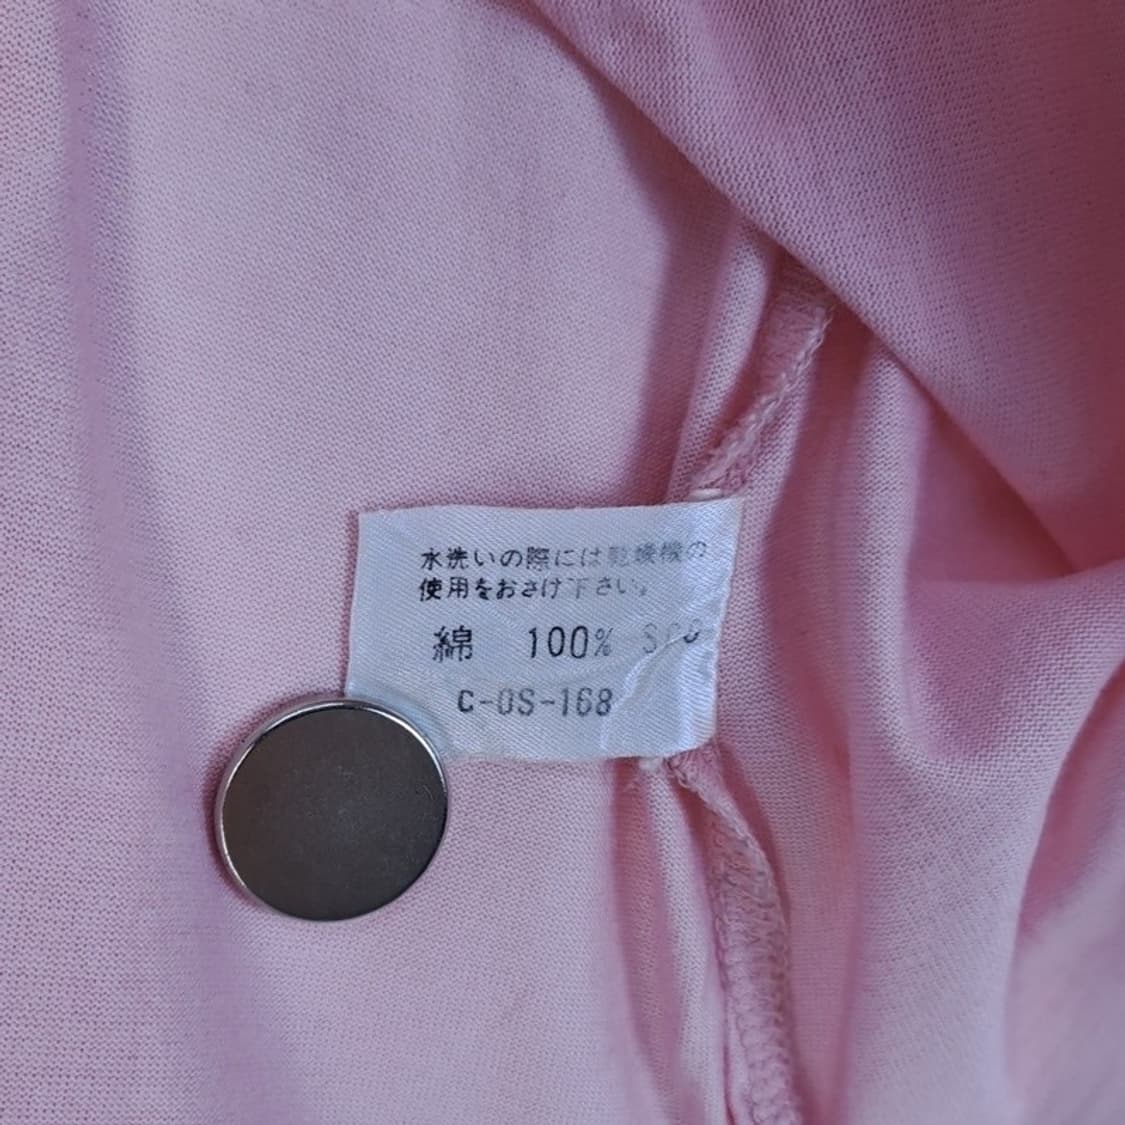 水洗いの際には乾燥機の
使用をおさけ下さい。
綿 100%
C-OS-168